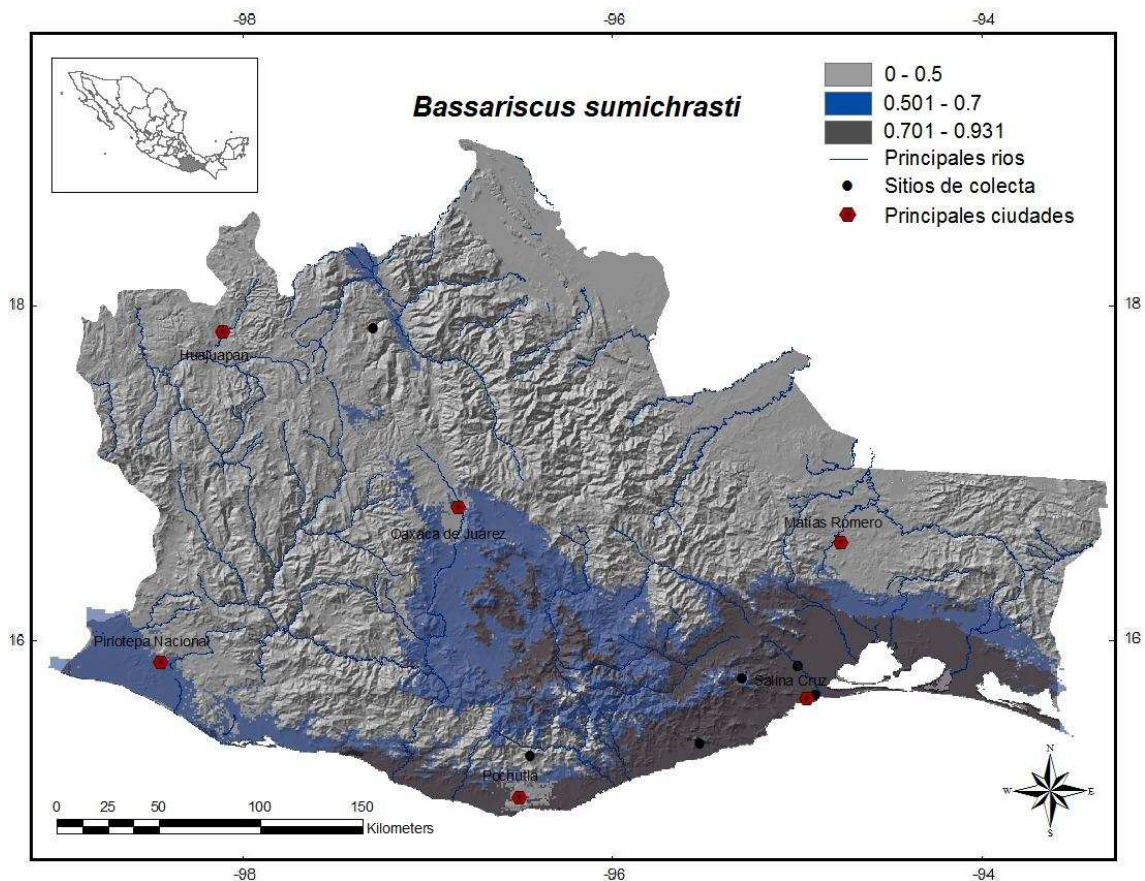 -98 -96 -94
Bassariscus sumichrasti
0 - 0.5
0.501 - 0.7
0.701 - 0.931
Principales rios
Sitios de colecta
Principales ciudades
18 18
Huajuapan
Oaxaca de Juárez
Matías Romero
16 16
Pinotepa Nacional
Salina Cruz
Pochutla
N
W E
S
0 25 50 100 150
Kilometers
-98 -96 -94